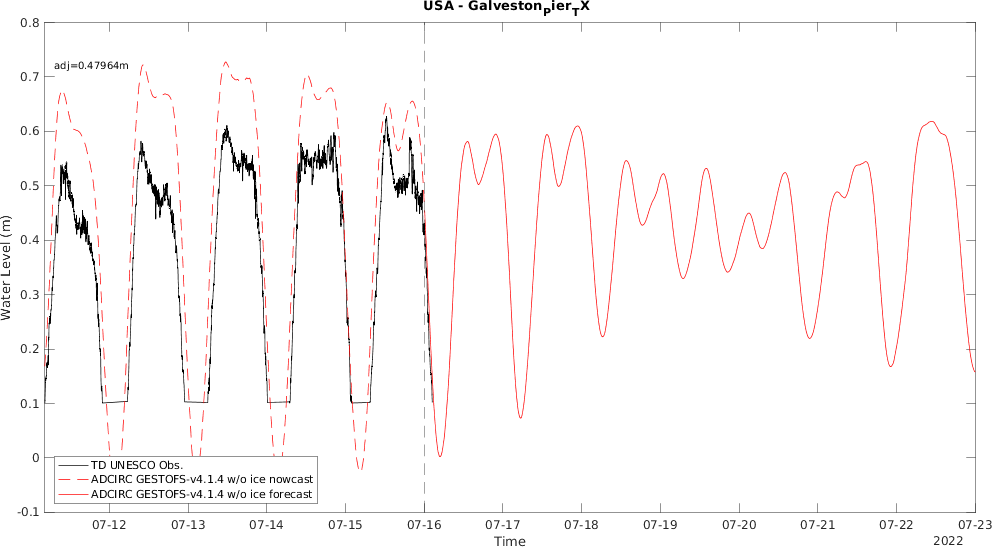 USA - GalvestonPierTX
adj=0.47964m
0.8
0.7
0.6
0.5
0.4
0.3
0.2
0.1
0
-0.1
Water Level (m)
TD UNESCO Obs.
ADCIRC GESTOFS-v4.1.4 w/o ice nowcast
ADCIRC GESTOFS-v4.1.4 w/o ice forecast
07-12 07-13 07-14 07-15 07-16 07-17 07-18 07-19 07-20 07-21 07-22 07-23
Time
2022